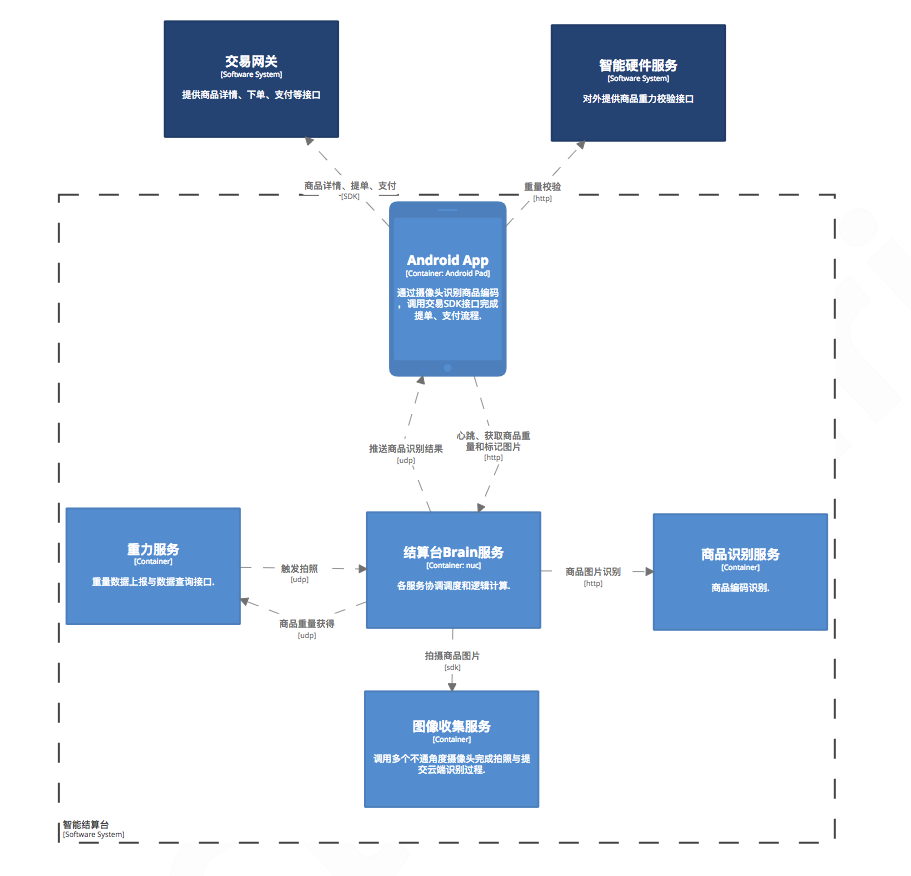 交易网关
[Software System]
提供商品详情、下单、支付等接口
智能硬件服务
[Software System]
对外提供商品重力校验接口
商品详情、提单、支付
[SDK]
重量校验
[http]
Android App
[Container: Android Pad]
通过摄像头识别商品编码
，调用交易SDK接口完成
提单、支付流程.
推送商品识别结果
[udp]
心跳、获取商品重
量和标记图片
[http]
重力服务
[Container]
重量数据上报与数据查询接口.
触发拍照
[udp]
商品重量获得
[udp]
结算台Brain服务
[Container: nuc]
各服务协调调度和逻辑计算.
商品图片识别
[http]
商品识别服务
[Container]
商品编码识别.
拍摄商品图片
[sdk]
图像收集服务
[Container]
调用多个不通角度摄像头完成拍照与提
交云端识别过程.
智能结算台
[Software System]